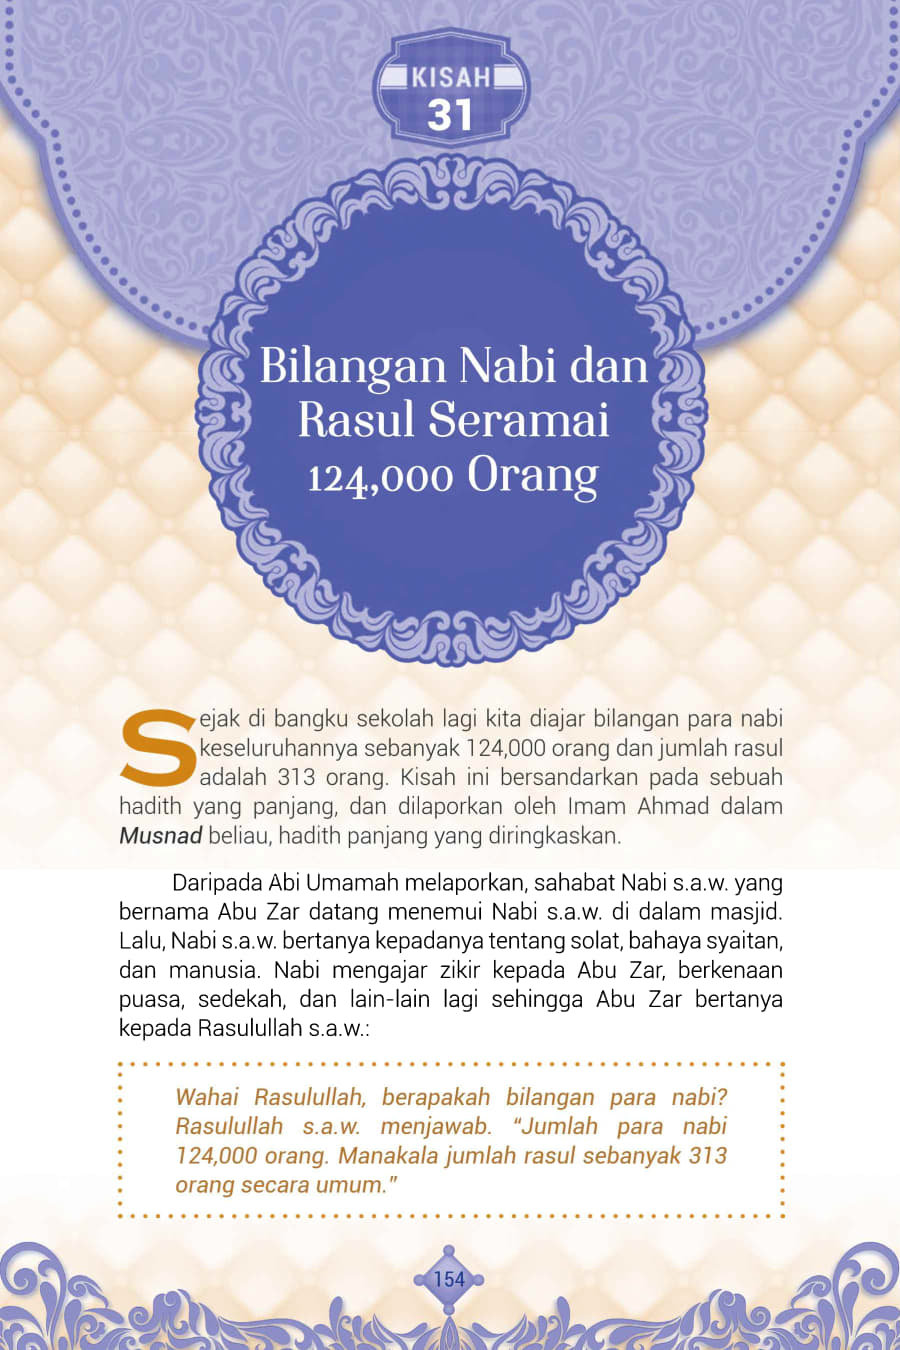 KISAH
31
Bilangan Nabi dan
Rasul Seramai
124,000 Orang
Sejak di bangku sekolah lagi kita diajar bilangan para nabi
keseluruhannya sebanyak 124,000 orang dan jumlah rasul
adalah 313 orang. Kisah ini bersandarkan pada sebuah
hadith yang panjang, dan dilaporkan oleh Imam Ahmad dalam
Musnad beliau, hadith panjang yang diringkaskan.
Daripada Abi Umamah melaporkan, sahabat Nabi s.a.w. yang
bernama Abu Zar datang menemui Nabi s.a.w. di dalam masjid.
Lalu, Nabi s.a.w. bertanya kepadanya tentang solat, bahaya syaitan,
dan manusia. Nabi mengajar zikir kepada Abu Zar, berkenaan
puasa, sedekah, dan lain-lain lagi sehingga Abu Zar bertanya
kepada Rasulullah s.a.w.:
Wahai Rasulullah, berapakah bilangan para nabi?
Rasulullah s.a.w. menjawab. “Jumlah para nabi
124,000 orang. Manakala jumlah rasul sebanyak 313
orang secara umum.”
154